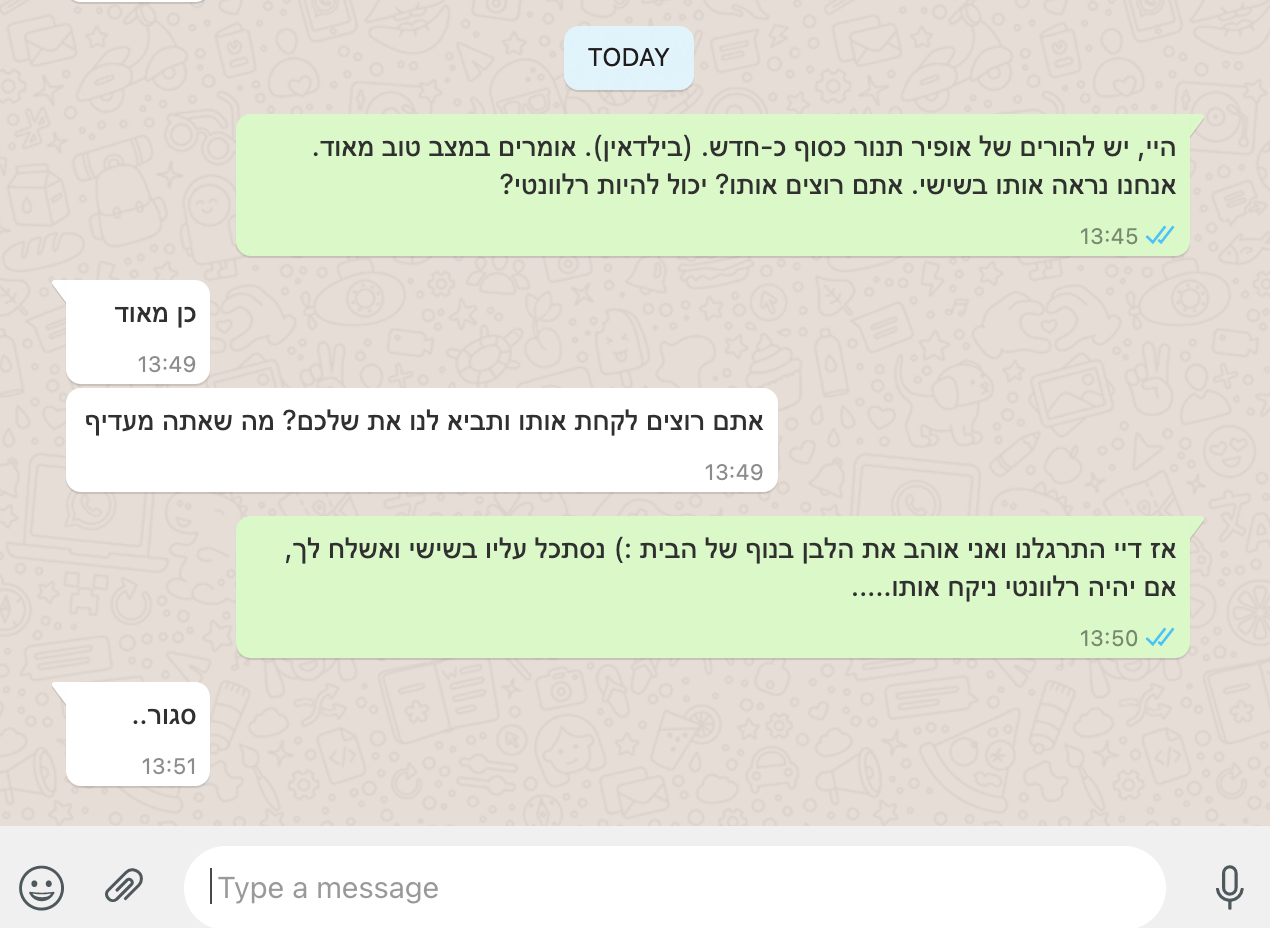 TODAY
היי, יש להורים של אופיר תנור כסוף כ-חדש. (בילדאין). אומרים במצב טוב מאוד.
אנחנו נראה אותו בשישי. אתם רוצים אותו? יכול להיות רלוונטי?
13:45
כן מאוד
13:49
אתם רוצים לקחת אותו ותביא לנו את שלכם? מה שאתה מעדיף
13:49
אז דיי התרגלנו ואני אוהב את הלבן בנוף של הבית :) נסתכל עליו בשישי ואשלח לך,
אם יהיה רלוונטי ניקח אותו.....
13:50
סגור..
13:51
Type a message